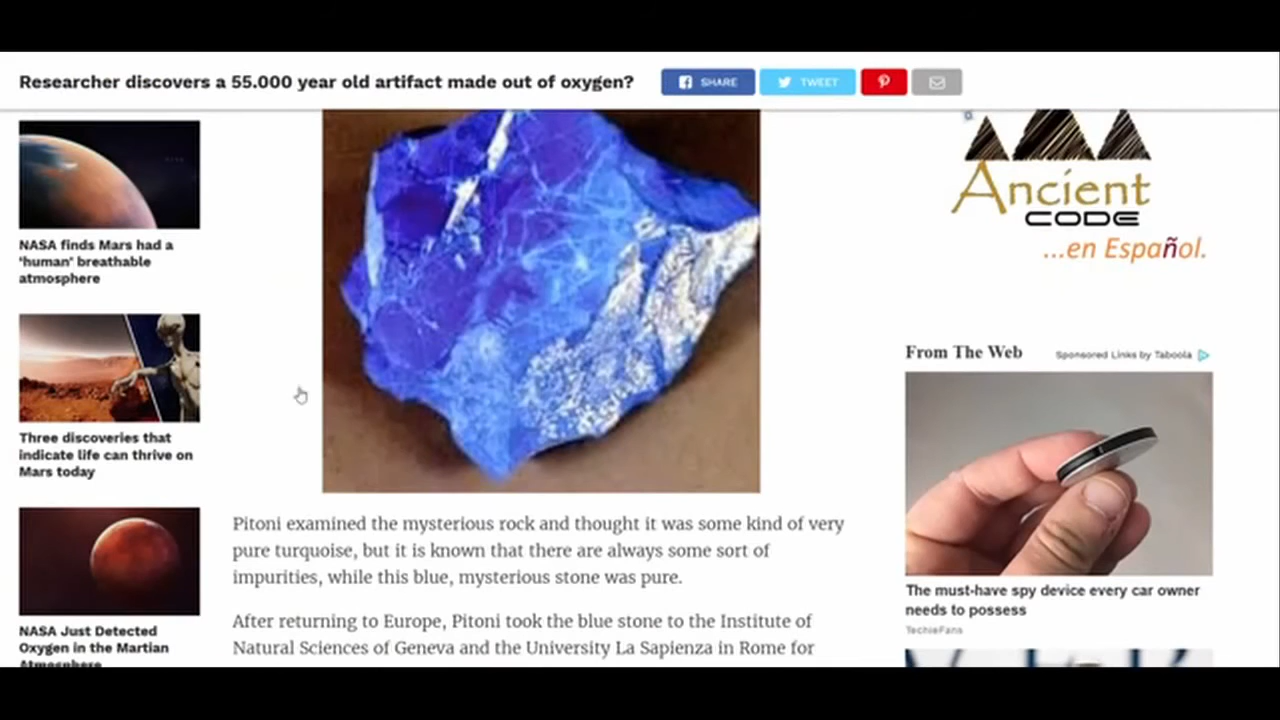 Researcher discovers a 55.000 year old artifact made out of oxygen?
SHARE
TWEET
NASA finds Mars had a
'human' breathable
atmosphere
Three discoveries that
indicate life can thrive on
Mars today
NASA Just Detected
Oxygen in the Martian
Atmosphere
Pitoni examined the mysterious rock and thought it was some kind of very
pure turquoise, but it is known that there are always some sort of
impurities, while this blue, mysterious stone was pure.
After returning to Europe, Pitoni took the blue stone to the Institute of
Natural Sciences of Geneva and the University La Sapienza in Rome for
Ancient
CODE
...en Español.
From The Web
Sponsored Links by Taboola
The must-have spy device every car owner
needs to possess
TechieFans